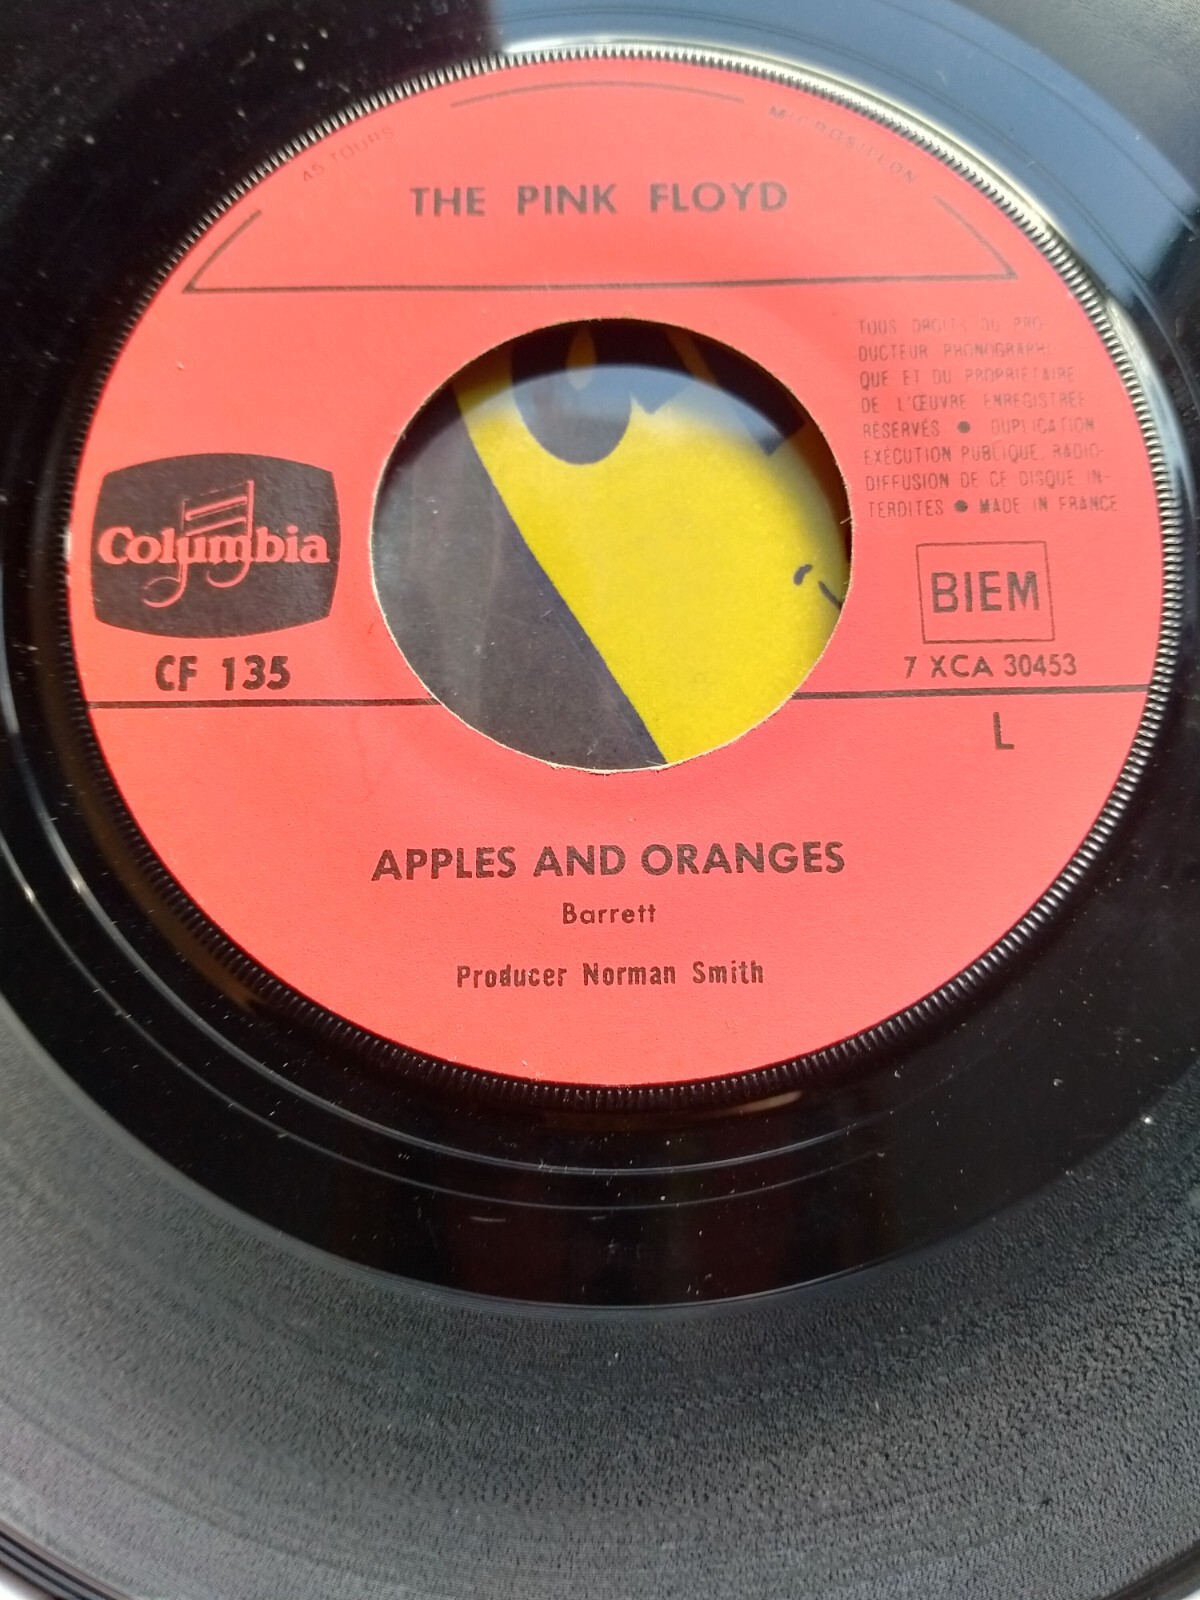 45 TOURS
MICROSILLON
THE PINK FLOYD
TOUS DROITS DU PRO-
DUCTEUR PHONOGRAPHI
QUE ET DU PROPRIÉTAIRE
DE L'ŒUVRE ENREGISTRÉE
RÉSERVÉS ● DUPLICATION
EXÉCUTION PUBLIQUE, RADIO-
DIFFUSION DE CE DISQUE IN-
TERDITES ● MADE IN FRANCE
Columbia
BIEM
CF 135
7 XCA 30453
L
APPLES AND ORANGES
Barrett
Producer Norman Smith